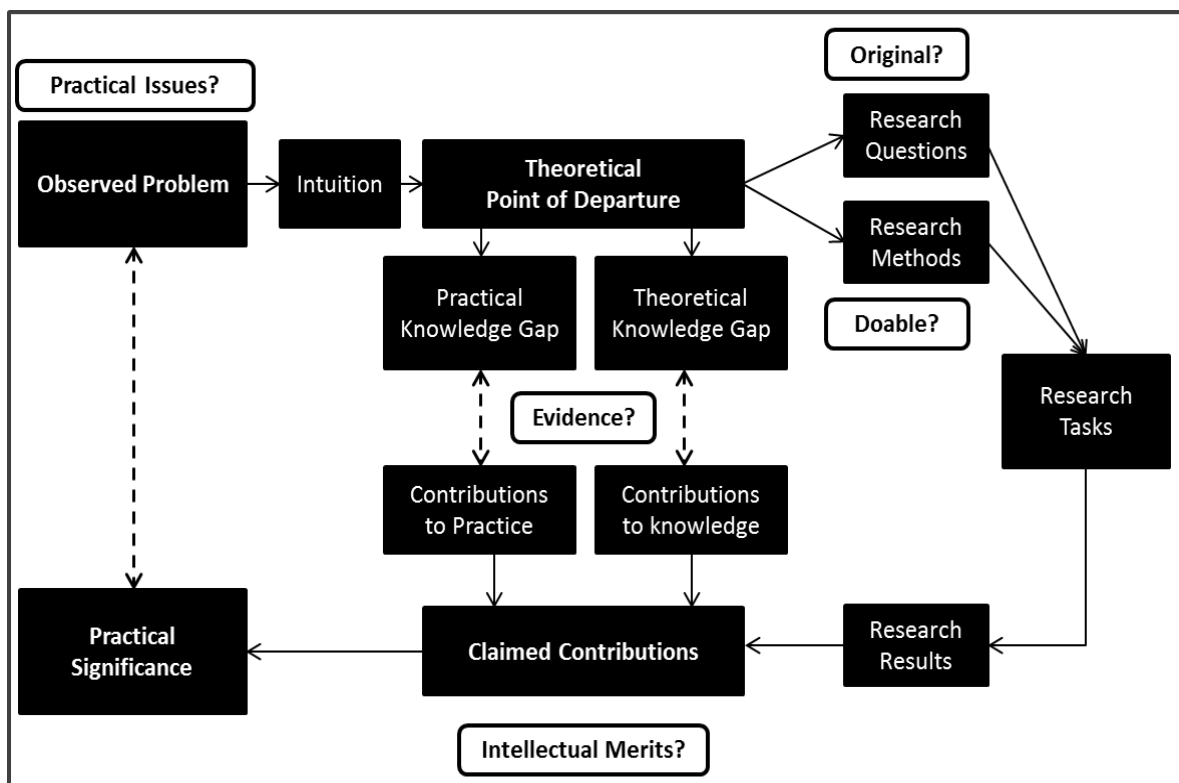 Practical Issues?
Original?
Observed Problem
Intuition
Theoretical
Point of Departure
Research
Questions
Research
Methods
Doable?
Practical
Knowledge Gap
Theoretical
Knowledge Gap
Research
Tasks
Evidence?
Contributions
to Practice
Contributions
to knowledge
Practical
Significance
Claimed Contributions
Research
Results
Intellectual Merits?